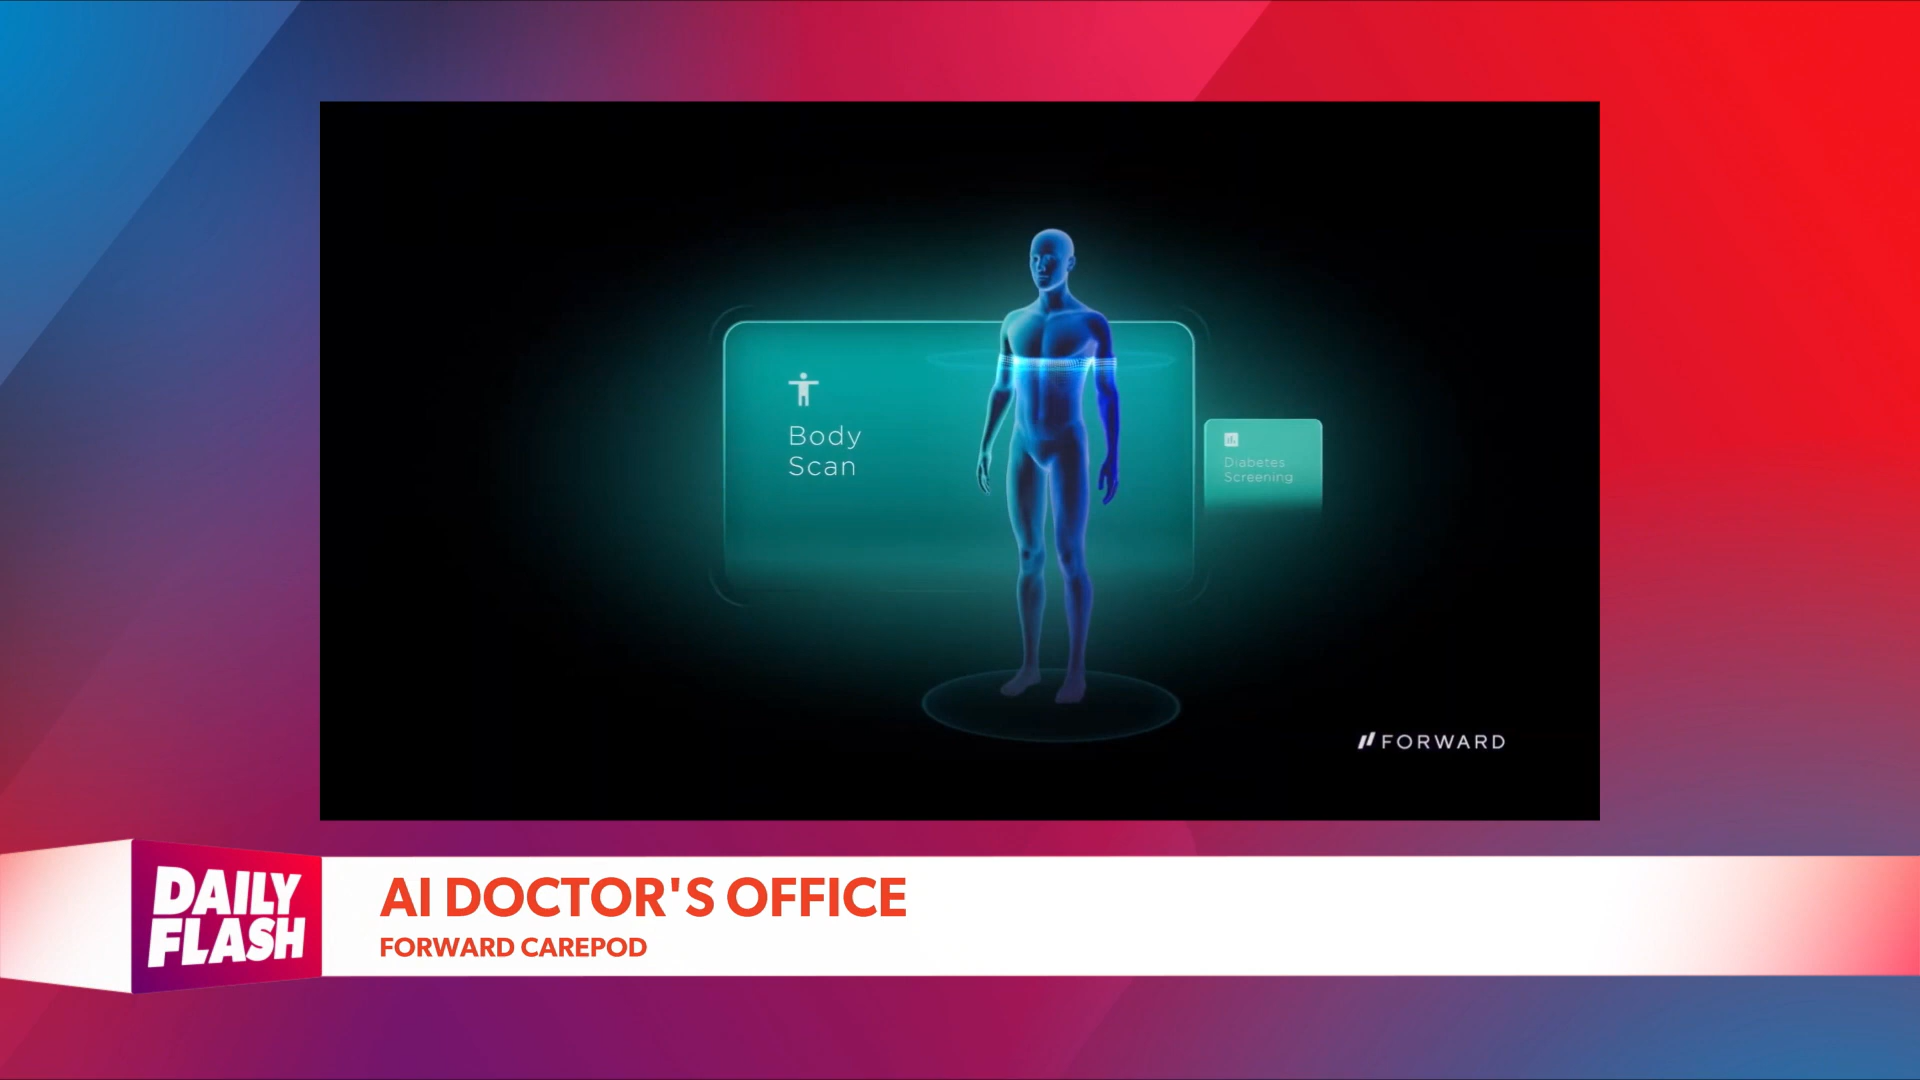 Body
Scan
Diabetes
Screening
FORWARD
DAILY
FLASH
AI DOCTOR'S OFFICE
FORWARD CAREPOD